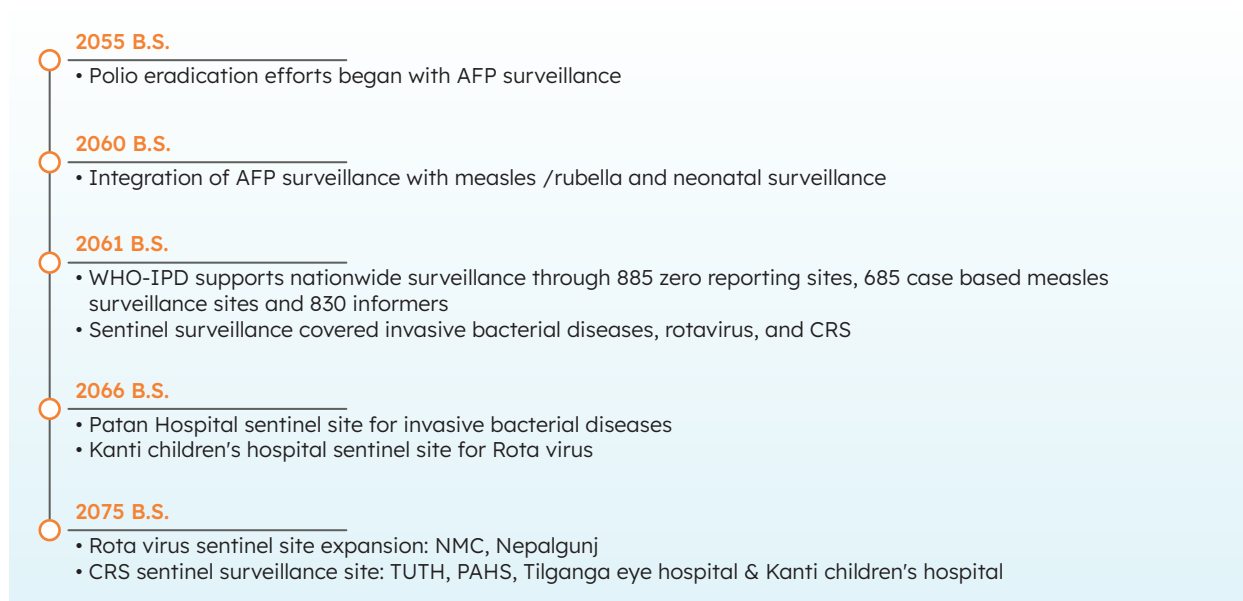 2055 B.S.
• Polio eradication efforts began with AFP surveillance
2060 B.S.
• Integration of AFP surveillance with measles /rubella and neonatal surveillance
2061 B.S.
• WHO-IPD supports nationwide surveillance through 885 zero reporting sites, 685 case based measles
surveillance sites and 830 informers
• Sentinel surveillance covered invasive bacterial diseases, rotavirus, and CRS
2066 B.S.
• Patan Hospital sentinel site for invasive bacterial diseases
• Kanti children's hospital sentinel site for Rota virus
2075 B.S.
• Rota virus sentinel site expansion: NMC, Nepalgunj
• CRS sentinel surveillance site: TUTH, PAHS, Tilganga eye hospital & Kanti children's hospital